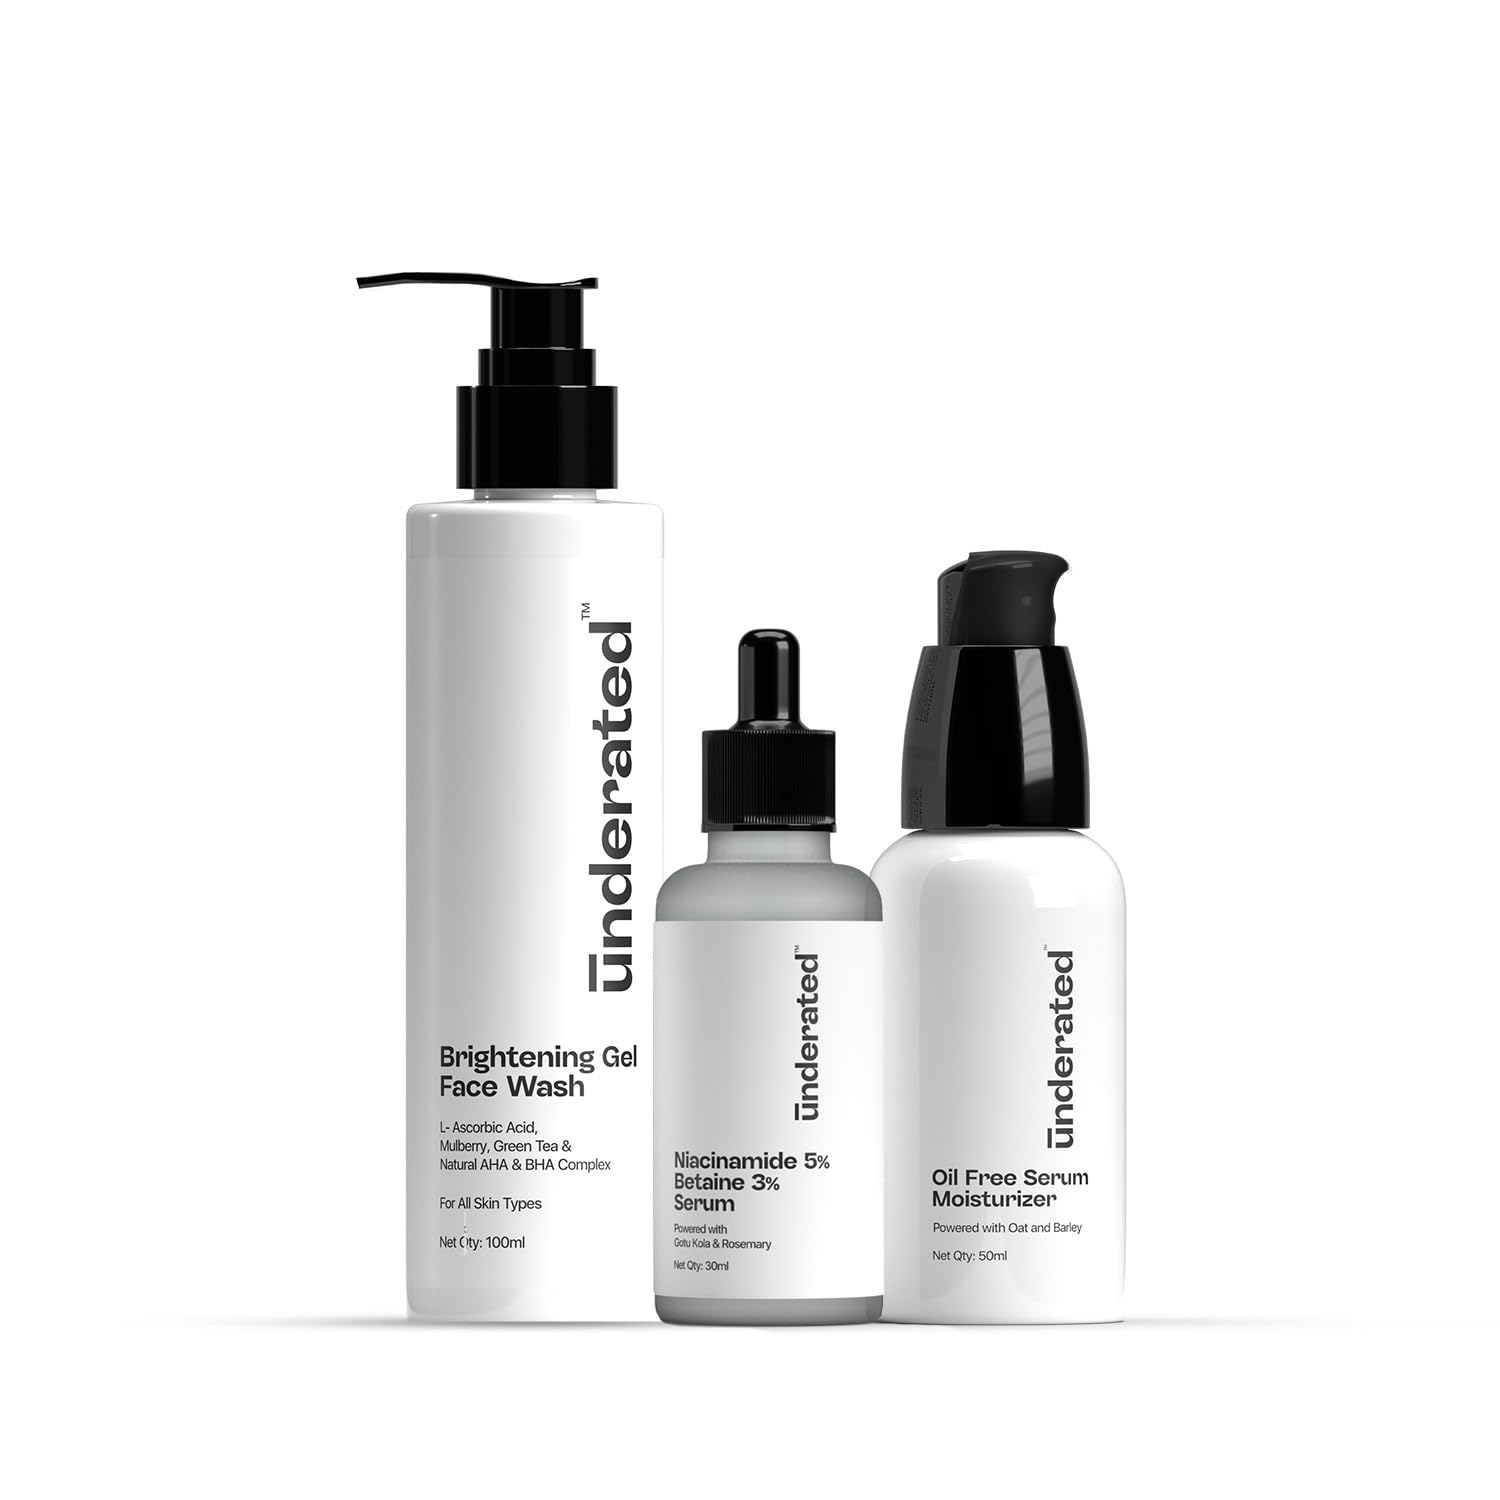 ūnderated™
Brightening Gel
Face Wash
L- Ascorbic Acid,
Mulberry, Green Tea &
Natural AHA & BHA Complex
For All Skin Types
Net Qty: 100ml
ūnderated™
Niacinamide 5%
Betaine 3%
Serum
Powered with
Gotu Kola & Rosemary
Net Qty: 30ml
ūnderated™
Oil Free Serum
Moisturizer
Powered with Oat and Barley
Net Qty: 50ml